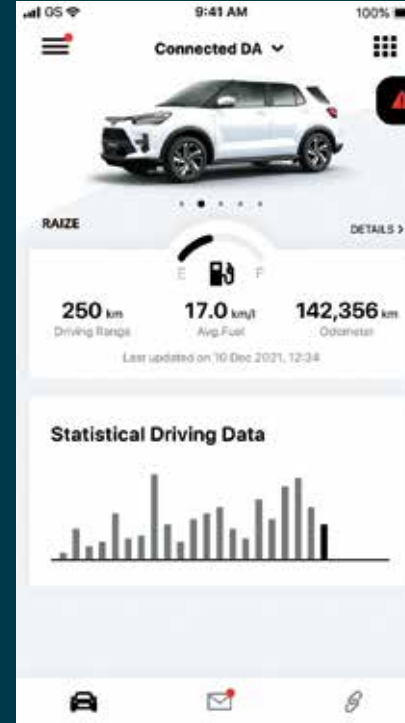 OS 9:41 AM 100%
Connected DA
RAIZE
DETAILS >
E F
250 km 17.0 km/l 142,356 km
Driving Range Avg.Fuel Odometer
Last updated on 10 Dec 2021, 12:34
Statistical Driving Data